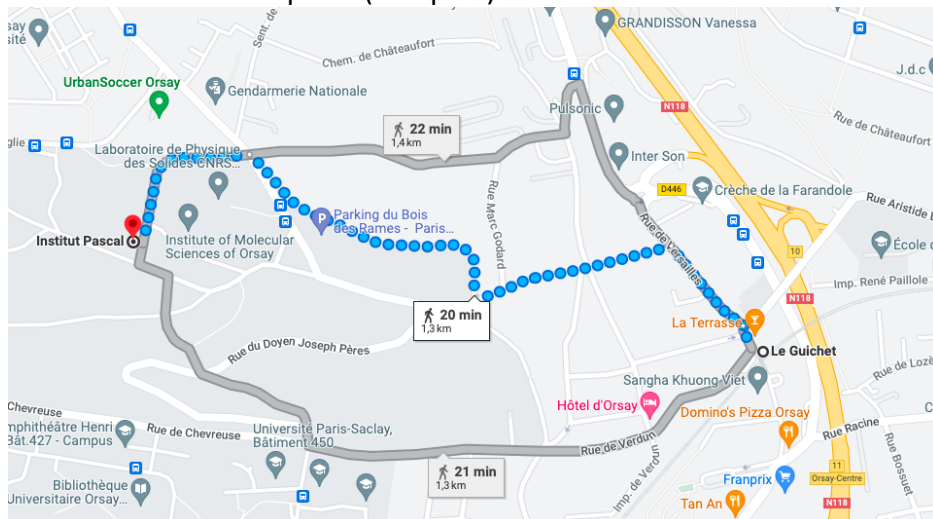 GRANDISSON Vanessa
Chem. de Châteaufort
UrbanSoccer Orsay
Gendarmerie Nationale
J.d.c
Pulsonic
N118
Rue de Châteaufort
22 min
1,4 km
Laboratoire de Physique
des Solides CNRS...
Inter Son
D446
Crèche de la Farandole
Rue Marc Godard
Rue Aristide
Parking du Bois
des Rames - Paris...
Rue de Versailles
Institut Pascal
Institute of Molecular
Sciences of Orsay
École
10
Imp. René Paillole
N118
20 min
1,3 km
La Terrasse
Le Guichet
Rue du Doyen Joseph Pères
Sangha Khuong Viet
Rue de
Hôtel d'Orsay
Domino's Pizza Orsay
Chevreuse
Rue de Chevreuse
Université Paris-Saclay,
Bâtiment 450
Henri
Bât.427 - Campus
Rue de Verdun
Rue Racine
Rue Bossuet
21 min
1,3 km
Imp. de Verdun
11
Orsay-Centre
Franprix
Bibliothèque
Universitaire Orsay...
Tan An
N118